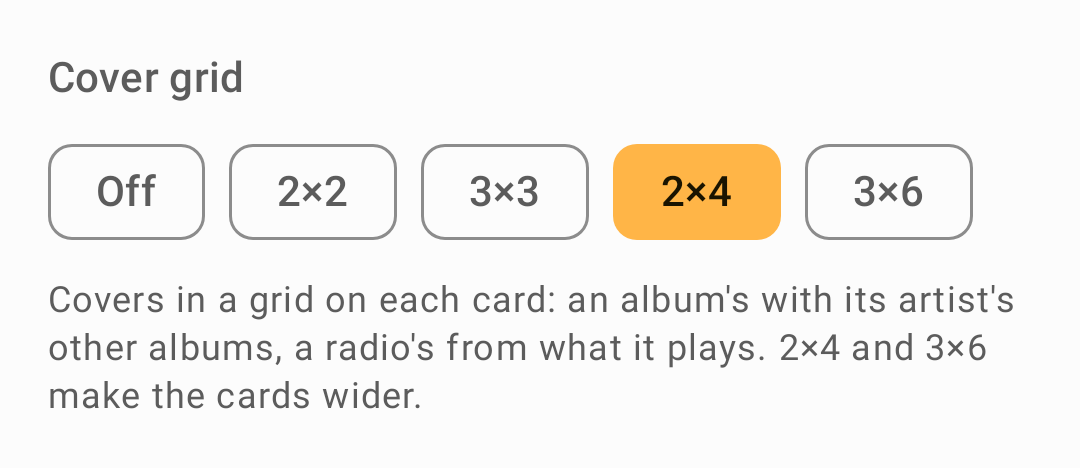 Cover grid
Off 2×2 3×3 2×4 3×6
Covers in a grid on each card: an album's with its artist's
other albums, a radio's from what it plays. 2×4 and 3×6
make the cards wider.